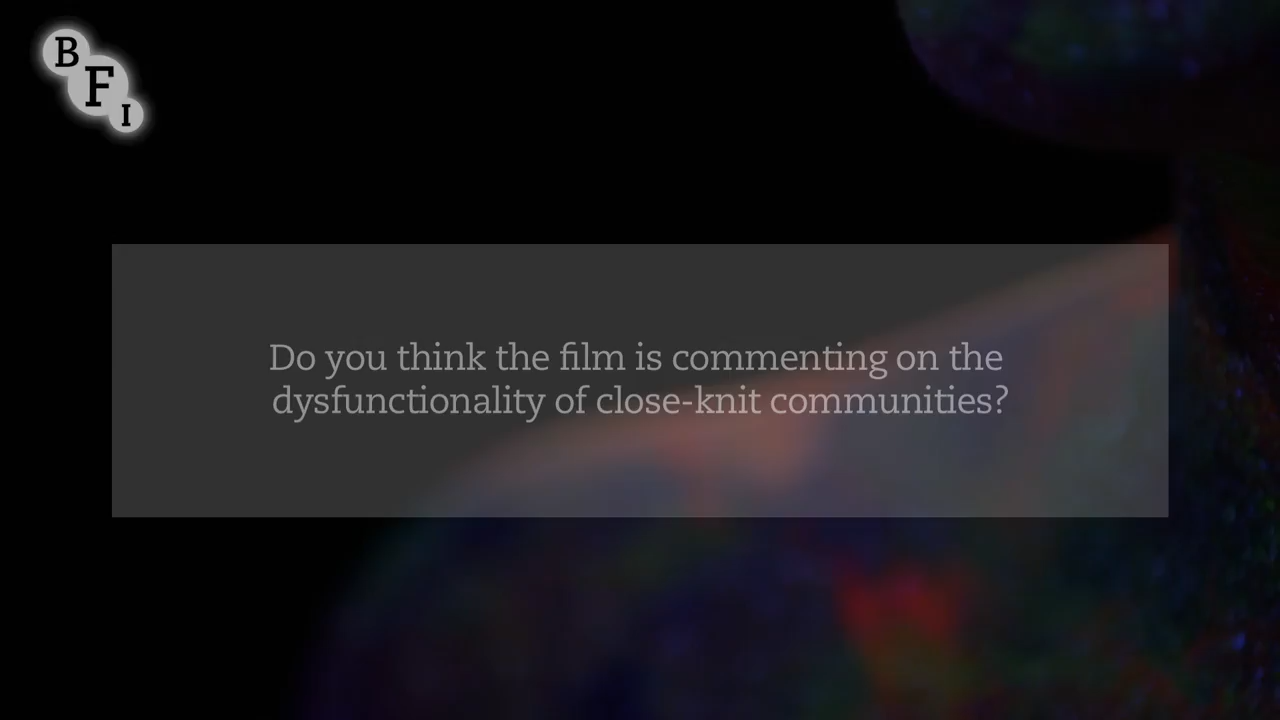 B
F
I
Do you think the film is commenting on the
dysfunctionality of close-knit communities?